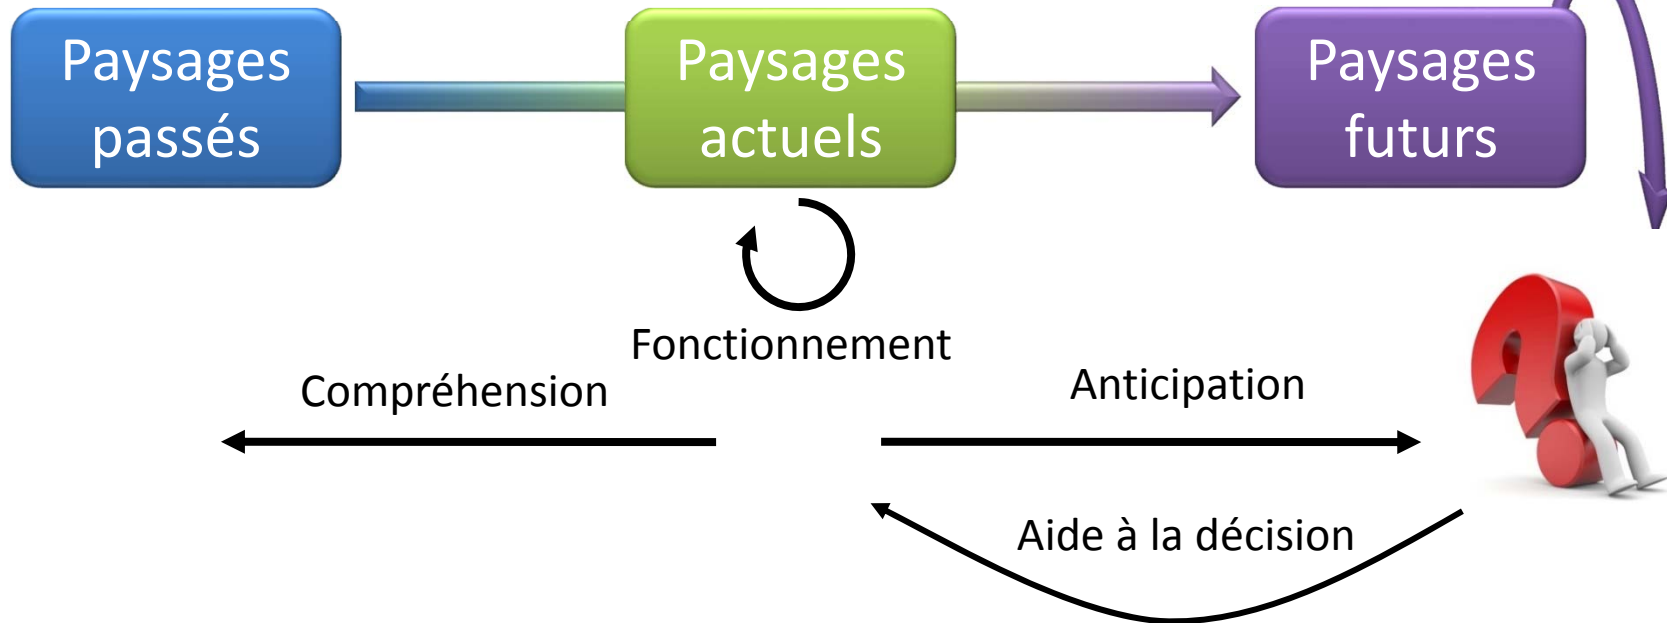 Paysages
passés
Paysages
actuels
Paysages
futurs
Fonctionnement
Compréhension
Anticipation
Aide à la décision